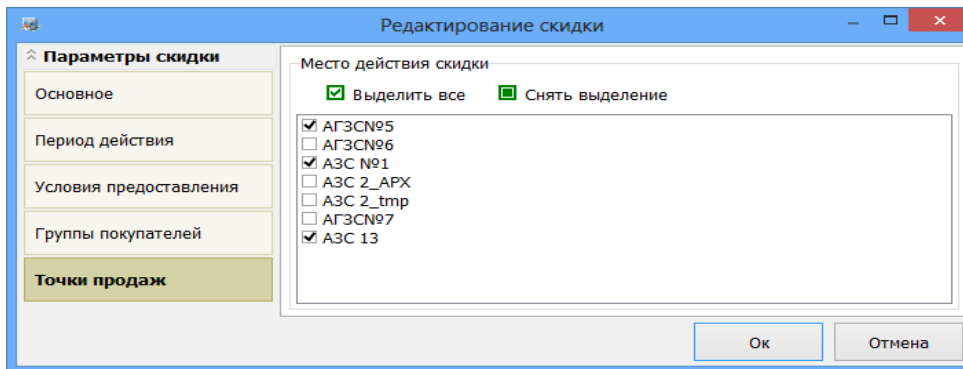 Редактирование скидки
Параметры скидки
Основное
Период действия
Условия предоставления
Группы покупателей
Точки продаж
Место действия скидки
Выделить все Снять выделение
АГЗС№5
АГЗС№6
АЗС №1
АЗС 2_АРХ
АЗС 2_tmp
АГЗС№7
АЗС 13
Ок Отмена